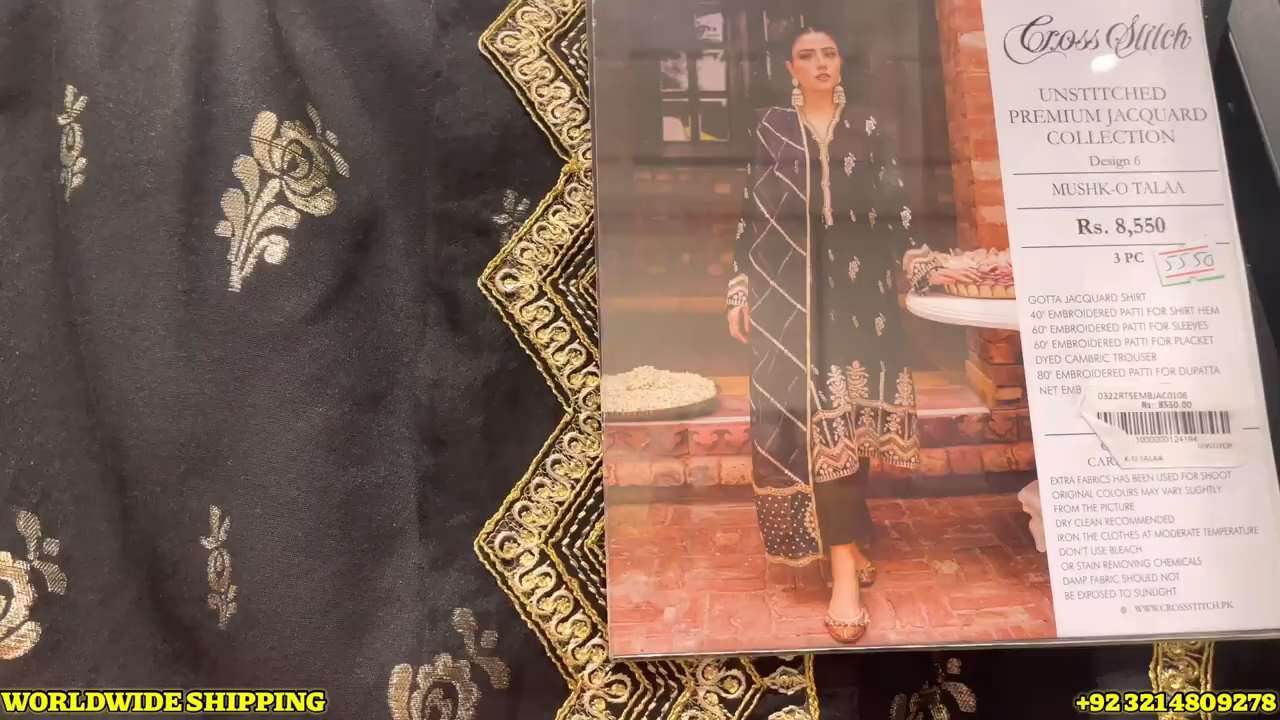 Cross Stitch
UNSTITCHED
PREMIUM JACQUARD
COLLECTION
Design 6
MUSHK-O TALAA
Rs. 8,550
3 PC
5550
GOTTA JACQUARD SHIRT
40" EMBROIDERED PATTI FOR SHIRT HEM
60" EMBROIDERED PATTI FOR SLEEVES
60" EMBROIDERED PATTI FOR PLACKET
DYED CAMBRIC TROUSER
80" EMBROIDERED PATTI FOR DUPATTA
NET EMB
0322RTSEMBJAC0106
Rs: 8550.00
1000000124194
K-O TALAA
CAR
EXTRA FABRICS HAS BEEN USED FOR SHOOT
ORIGINAL COLOURS MAY VARY SLIGHTLY
FROM THE PICTURE
DRY CLEAN RECOMMENDED
IRON THE CLOTHES AT MODERATE TEMPERATURE
DON'T USE BLEACH
OR STAIN REMOVING CHEMICALS
DAMP FABRIC SHOULD NOT
BE EXPOSED TO SUNLIGHT
WWW.CROSSSTITCH.PK
WORLDWIDE SHIPPING
+92 3214809278